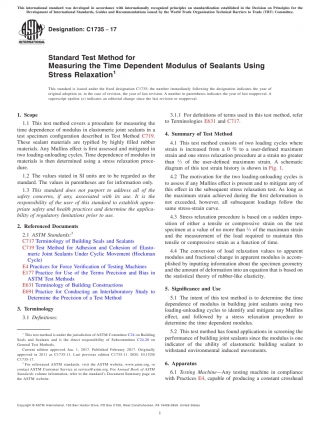 This international standard was developed in accordance with internationally recognized principles on standardization established in the Decision on Principles for the
Development of International Standards, Guides and Recommendations issued by the World Trade Organization Technical Barriers to Trade (TBT) Committee.
Designation: C1735 − 17
Standard Test Method for
Measuring the Time Dependent Modulus of Sealants Using
Stress Relaxation1
This standard is issued under the fixed designation C1735; the number immediately following the designation indicates the year of
original adoption or, in the case of revision, the year of last revision. A number in parentheses indicates the year of last reapproval. A
superscript epsilon (ε) indicates an editorial change since the last revision or reapproval.
1. Scope
1.1 This test method covers a procedure for measuring the
time dependence of modulus in elastomeric joint sealants in a
test specimen configuration described in Test Method C719.
These sealant materials are typified by highly filled rubber
materials. Any Mullins effect is first assessed and mitigated in
two loading-unloading cycles. Time dependence of modulus in
materials is then determined using a stress relaxation proce-
dure.
1.2 The values stated in SI units are to be regarded as the
standard. The values in parentheses are for information only.
1.3 This standard does not purport to address all of the
safety concerns, if any, associated with its use. It is the
responsibility of the user of this standard to establish appro-
priate safety and health practices and determine the applica-
bility of regulatory limitations prior to use.
2. Referenced Documents
2.1 ASTM Standards:2
C717 Terminology of Building Seals and Sealants
C719 Test Method for Adhesion and Cohesion of Elasto-
meric Joint Sealants Under Cyclic Movement (Hockman
Cycle)
E4 Practices for Force Verification of Testing Machines
E177 Practice for Use of the Terms Precision and Bias in
ASTM Test Methods
E631 Terminology of Building Constructions
E691 Practice for Conducting an Interlaboratory Study to
Determine the Precision of a Test Method
3. Terminology
3.1 Definitions:
1 This test method is under the jurisdiction of ASTM Committee C24 on Building
Seals and Sealants and is the direct responsibility of Subcommittee C24.20 on
General Test Methods.
Current edition approved Jan. 1, 2017. Published February 2017. Originally
approved in 2011 as C1735-11. Last previous edition C1735-11. DOI: 10.1520/
C1735-17.
2 For referenced ASTM standards, visit the ASTM website, www.astm.org, or
contact ASTM Customer Service at service@astm.org. For Annual Book of ASTM
Standards volume information, refer to the standard's Document Summary page on
the ASTM website.
3.1.1 For definitions of terms used in this test method, refer
to Terminologies E631 and C717.
4. Summary of Test Method
4.1 This test method consists of two loading cycles where
strain is increased from a 0 % to a user-defined maximum
strain and one stress relaxation procedure at a strain no greater
than 1⁄2 of the user-defined maximum strain. A schematic
diagram of this test strain history is shown in Fig. 1.
4.2 The motivation for the two loading-unloading cycles is
to assess if any Mullins effect is present and to mitigate any of
this effect in the subsequent stress relaxation test. As long as
the maximum strain achieved during the first deformation is
not exceeded, however, all subsequent loadings follow the
same stress-strain curve.
4.3 Stress relaxation procedure is based on a sudden impo-
sition of either a tensile or compressive strain on the test
specimen at a value of no more than 1⁄2 of the maximum strain
and the measurement of the load required to maintain this
tensile or compressive strain as a function of time.
4.4 The conversion of load relaxation values to apparent
modulus and fractional change in apparent modulus is accom-
plished by inputting information about the specimen geometry
and the amount of deformation into an equation that is based on
the statistical theory of rubber-like elasticity.
5. Significance and Use
5.1 The intent of this test method is to determine the time
dependence of modulus in building joint sealants using two
loading-unloading cycles to identify and mitigate any Mullins
effect, and followed by a stress relaxation procedure to
determine the time dependent modulus.
5.2 This test method has found applications in screening the
performance of building joint sealants since the modulus is one
indicator of the ability of elastomeric building sealant to
withstand environmental induced movements.
6. Apparatus
6.1 Testing Machine—Any testing machine in compliance
with Practices E4, capable of producing a constant crosshead
Copyright © ASTM International, 100 Barr Harbor Drive, PO Box C700, West Conshohocken, PA 19428-2959. United States
1